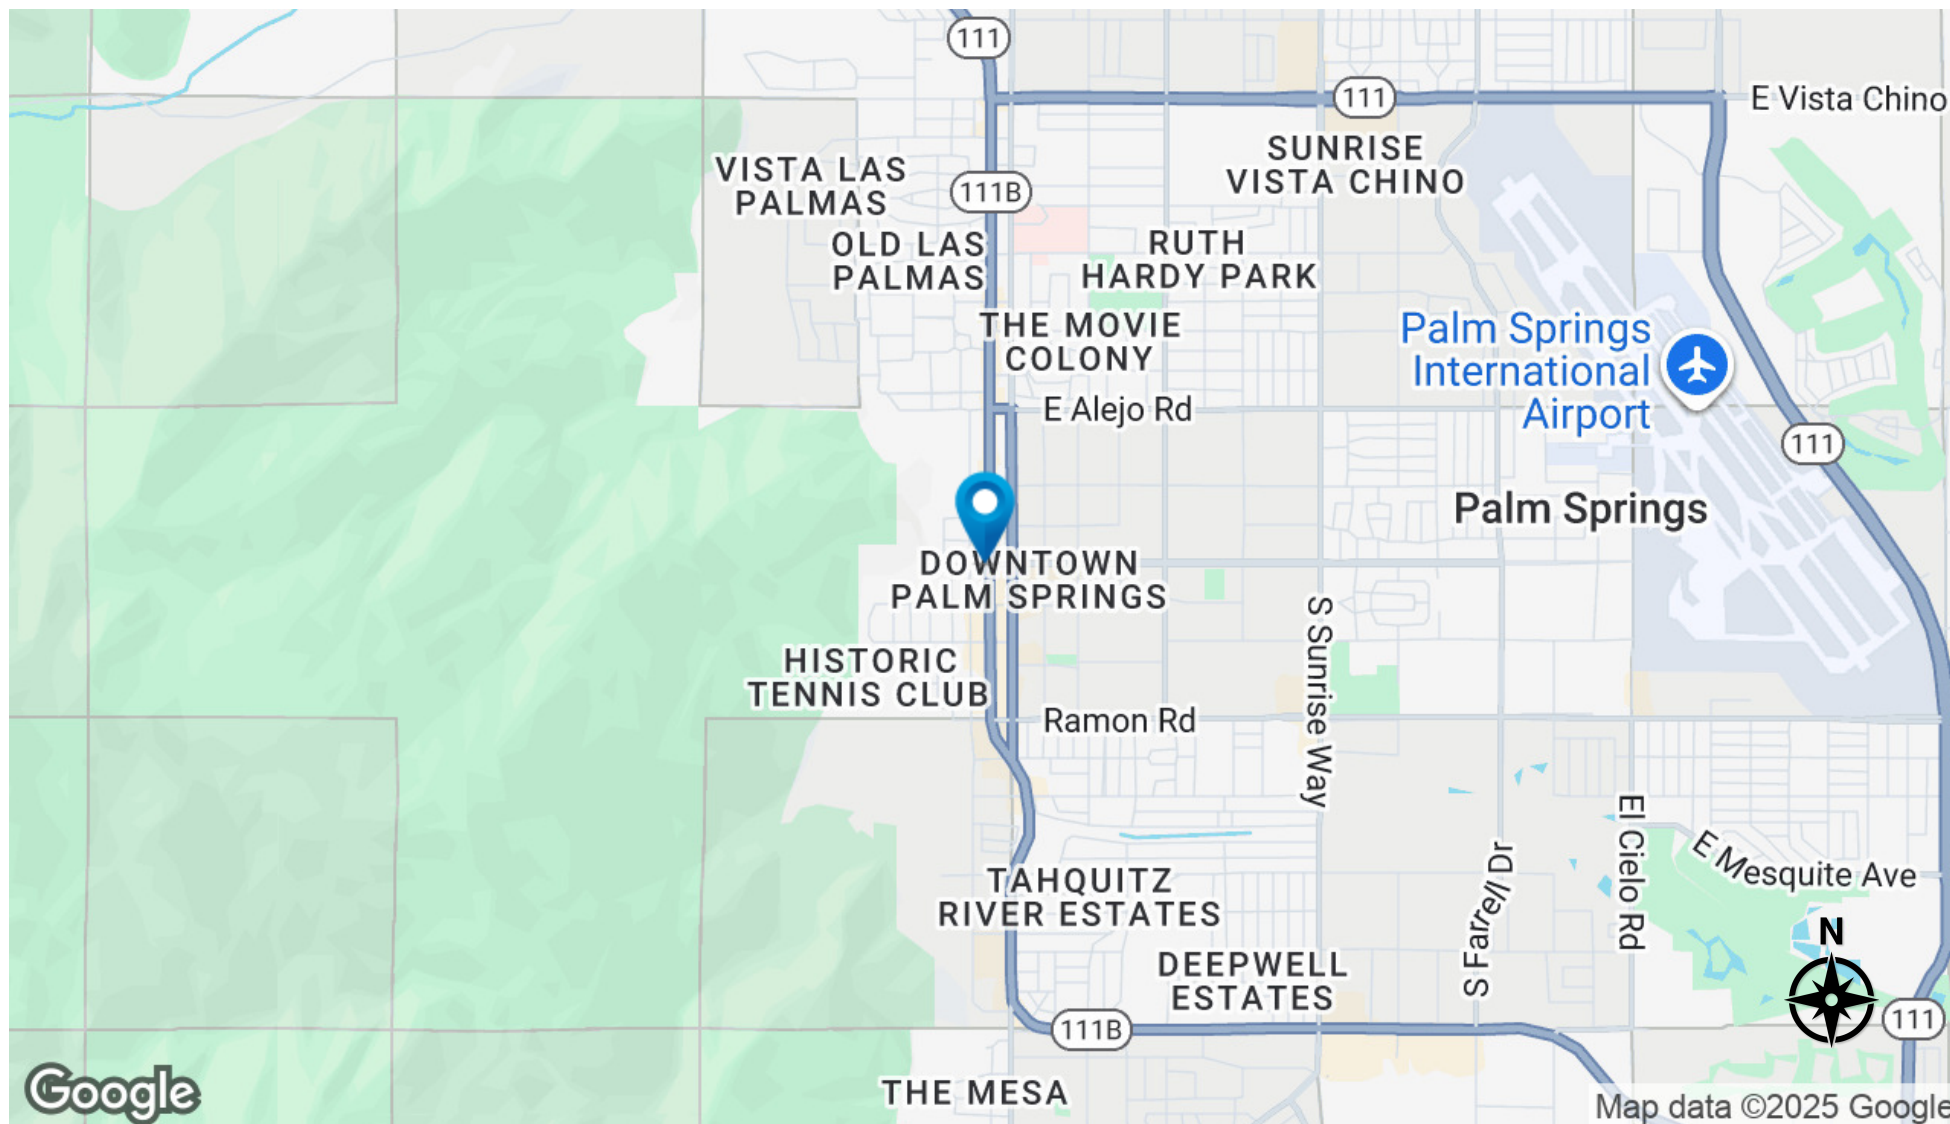 111
111
E Vista Chino
SUNRISE
VISTA CHINO
VISTA LAS
PALMAS
111B
OLD LAS
PALMAS
RUTH
HARDY PARK
THE MOVIE
COLONY
Palm Springs
International
Airport
E Alejo Rd
111
Palm Springs
DOWNTOWN
PALM SPRINGS
S Sunrise Way
HISTORIC
TENNIS CLUB
Ramon Rd
El Cielo Rd
E Mesquite Ave
S Farrell Dr
TAHQUITZ
RIVER ESTATES
N
DEEPWELL
ESTATES
111B
111
THE MESA
Google
Map data ©2025 Google